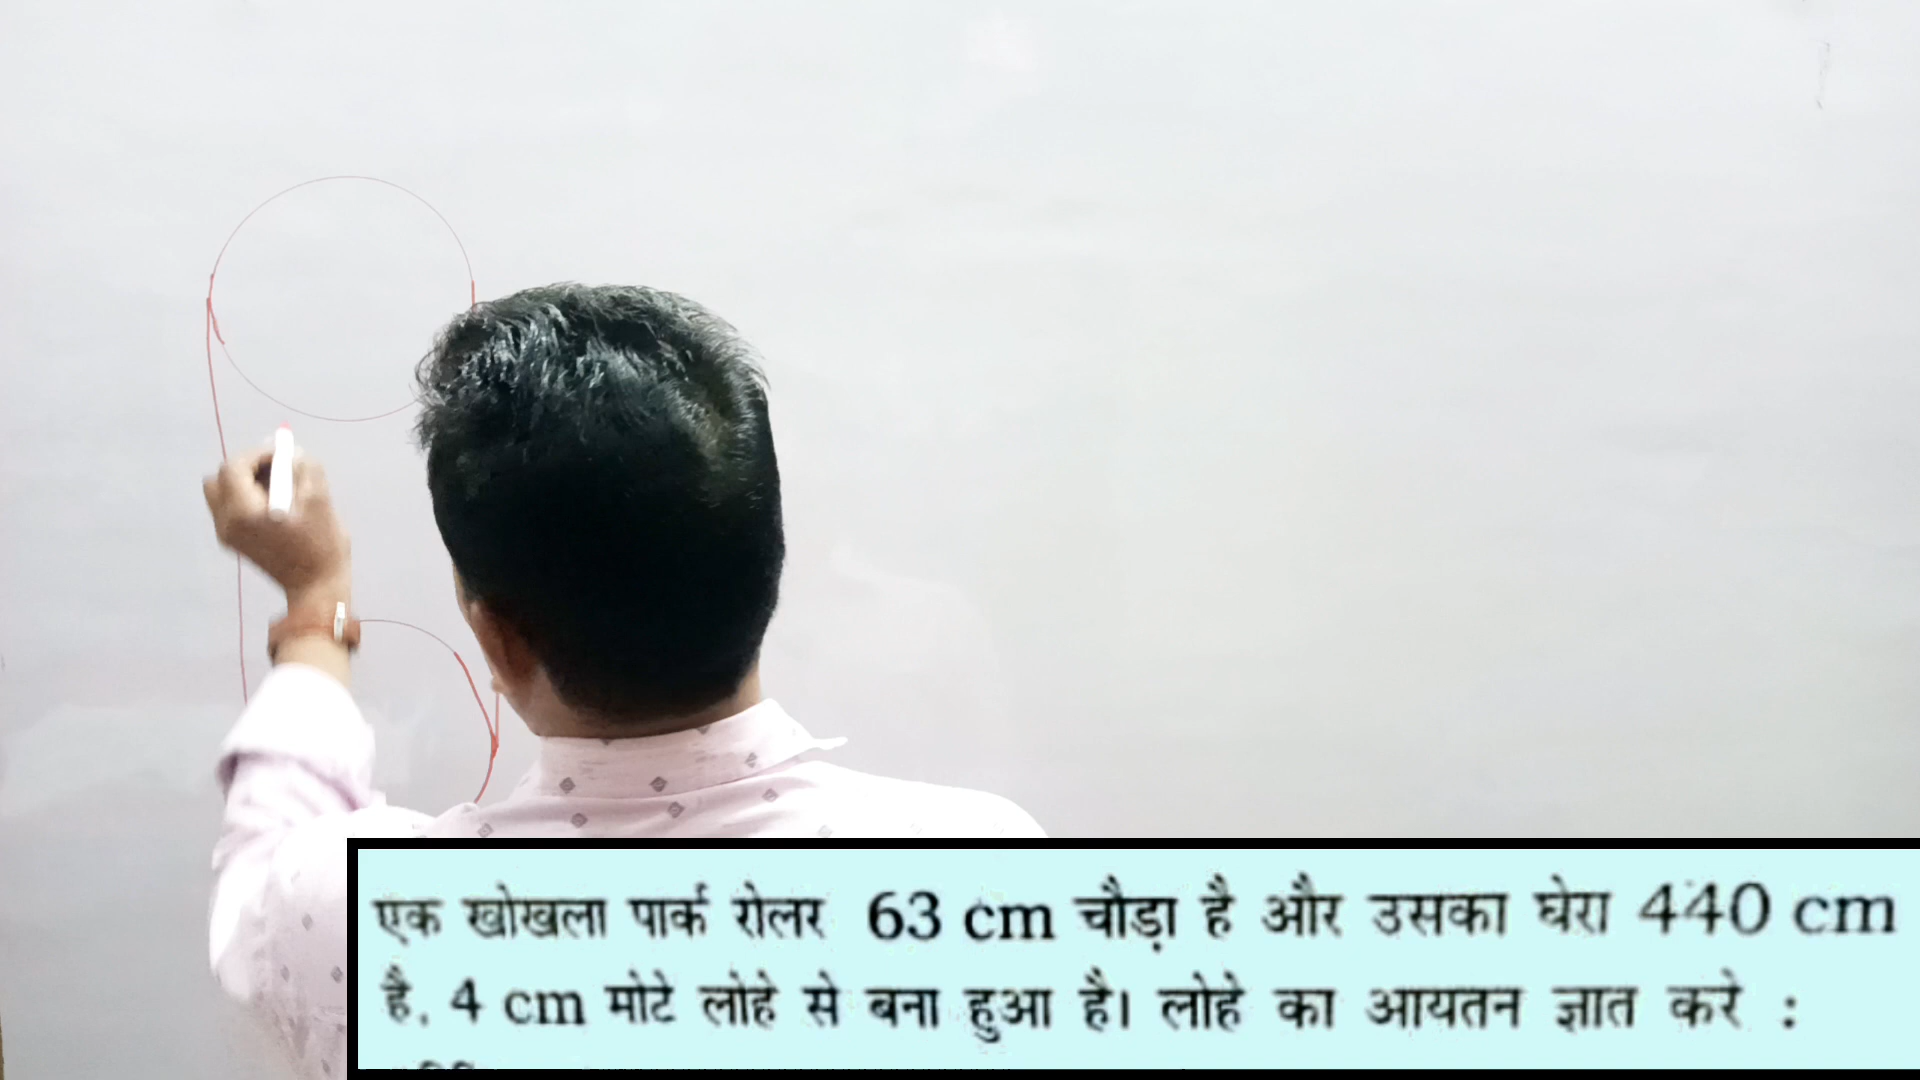 एक खोखला पार्क रोलर 63 cm चौड़ा है और उसका घेरा 440 cm
है. 4 cm मोटे लोहे से बना हुआ है। लोहे का आयतन ज्ञात करे :